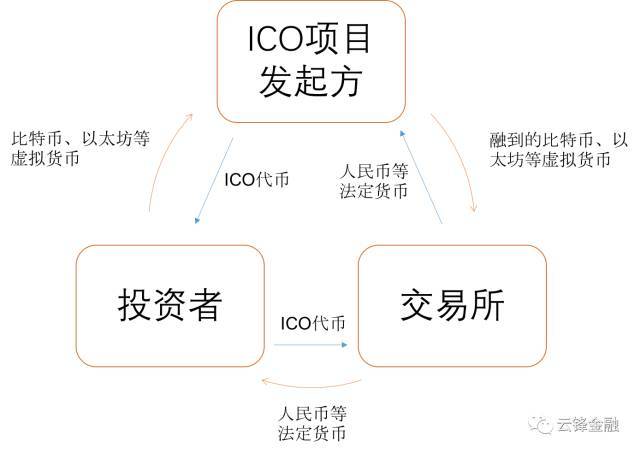 ICO项目
发起方
比特币、以太坊等
虚拟货币
ICO代币
人民币等
法定货币
融到的比特币、以
太坊等虚拟货币
投资者
ICO代币
交易所
人民币等
法定货币
云锋金融